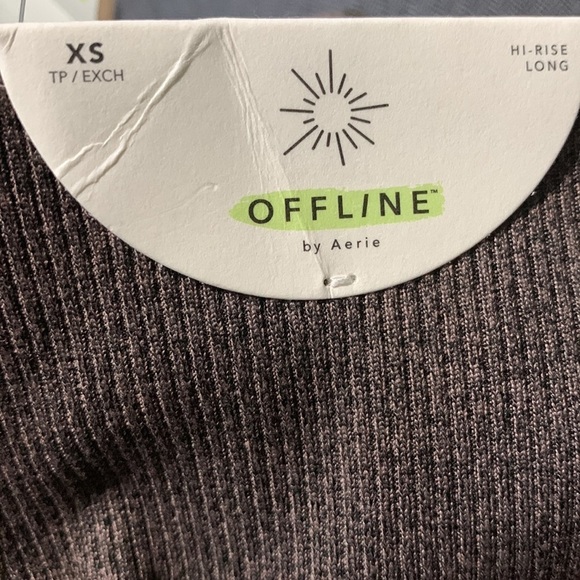 XS
TP / EXCH
HI-RISE
LONG
OFFLINE™
by Aerie